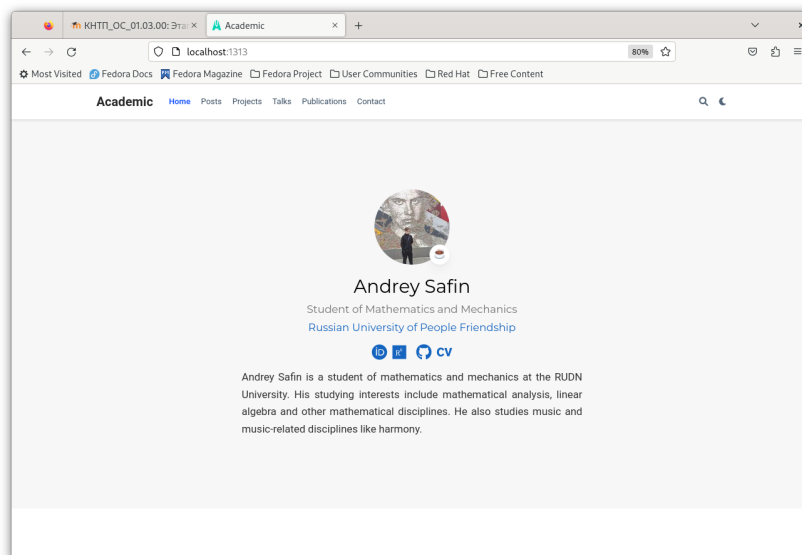 КНТП_ОС_01.03.00: Эта
Academic
localhost:1313
80%
Most Visited Fedora Docs Fedora Magazine Fedora Project User Communities Red Hat Free Content
Academic Home Posts Projects Talks Publications Contact
Andrey Safin
Student of Mathematics and Mechanics
Russian University of People Friendship
iD R⁶ CV
Andrey Safin is a student of mathematics and mechanics at the RUDN
University. His studying interests include mathematical analysis, linear
algebra and other mathematical disciplines. He also studies music and
music-related disciplines like harmony.